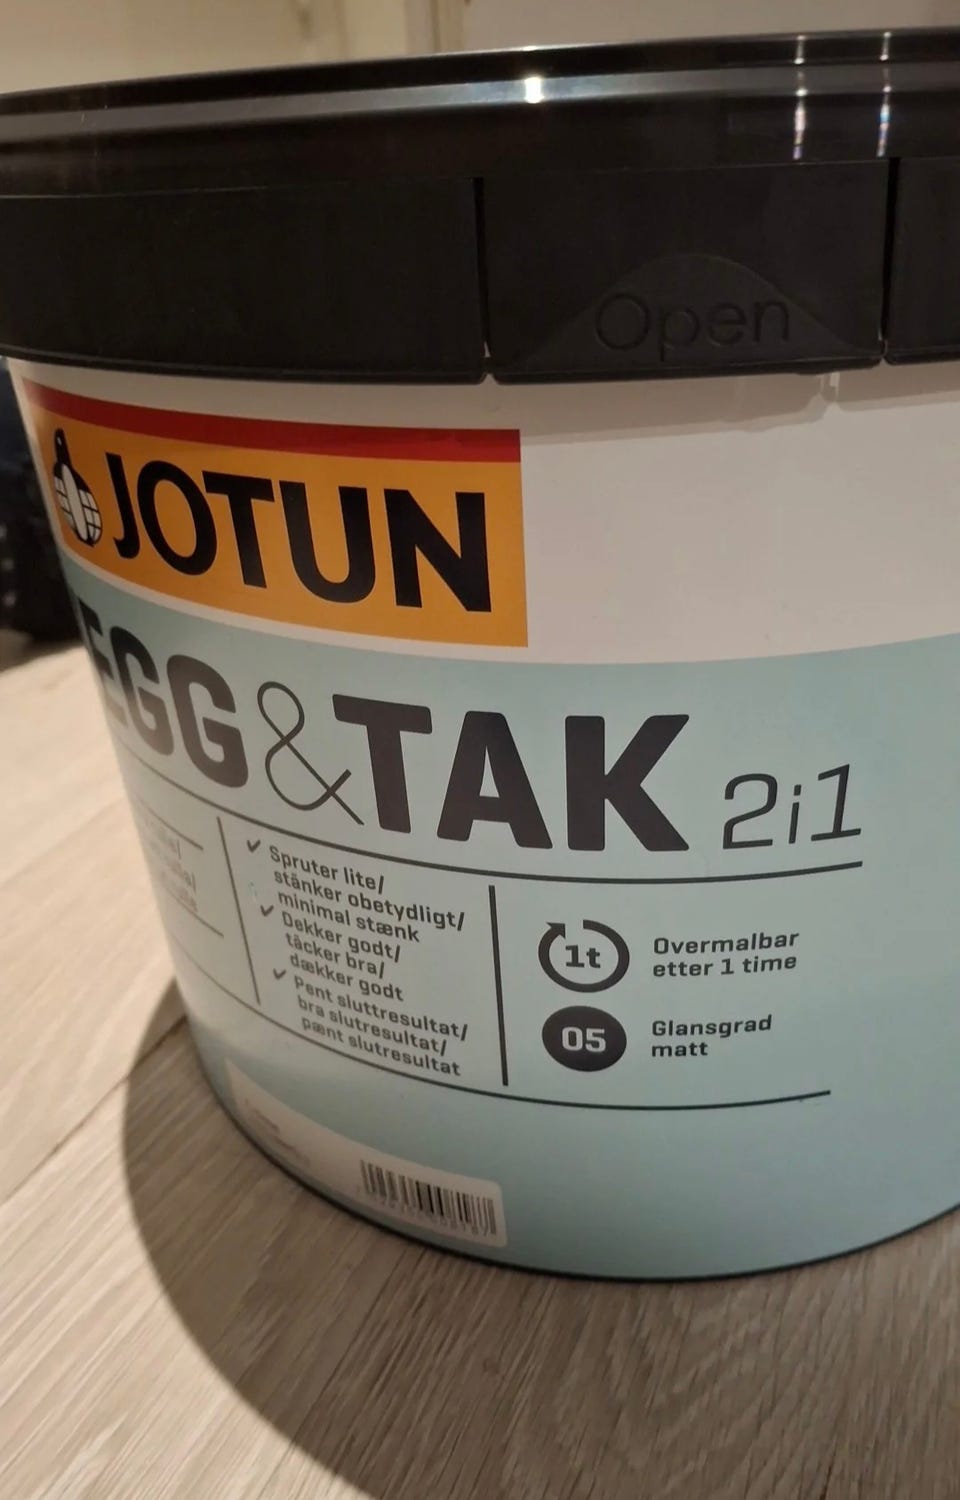 Open
JOTUN
EGG & TAK 2i1
Spruter lite/
stänker obetydligt/
minimal stænk
Dekker godt/
täcker bra/
dækker godt
Pent sluttresultat/
bra slutresultat/
pænt slutresultat
1t
Overmalbar
etter 1 time
05
Glansgrad
matt